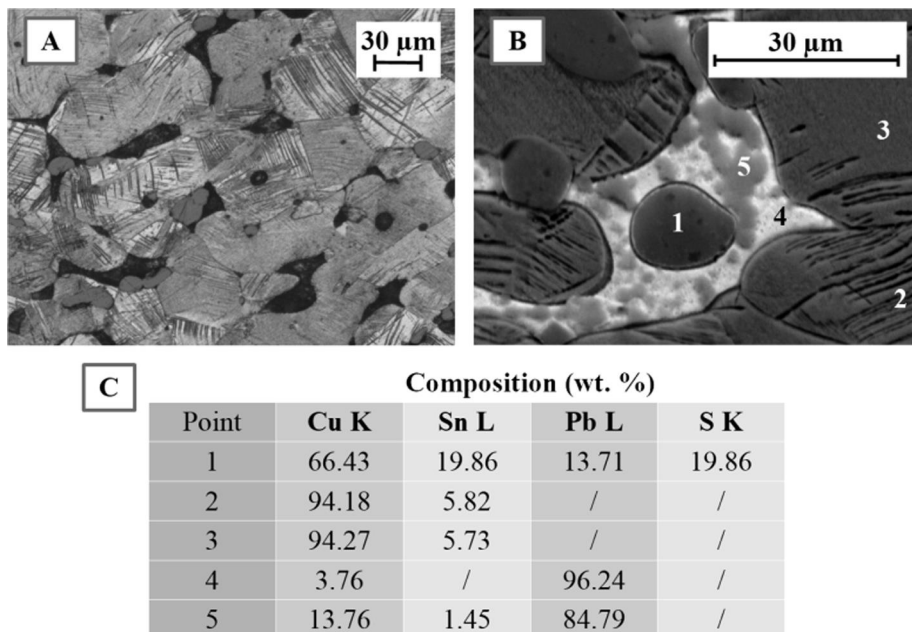 A
30 µm
B
30 µm
3
5
1
4
2
C
Composition (wt. %)
Point Cu K Sn L Pb L S K
1 66.43 19.86 13.71 19.86
2 94.18 5.82 / /
3 94.27 5.73 / /
4 3.76 / 96.24 /
5 13.76 1.45 84.79 /